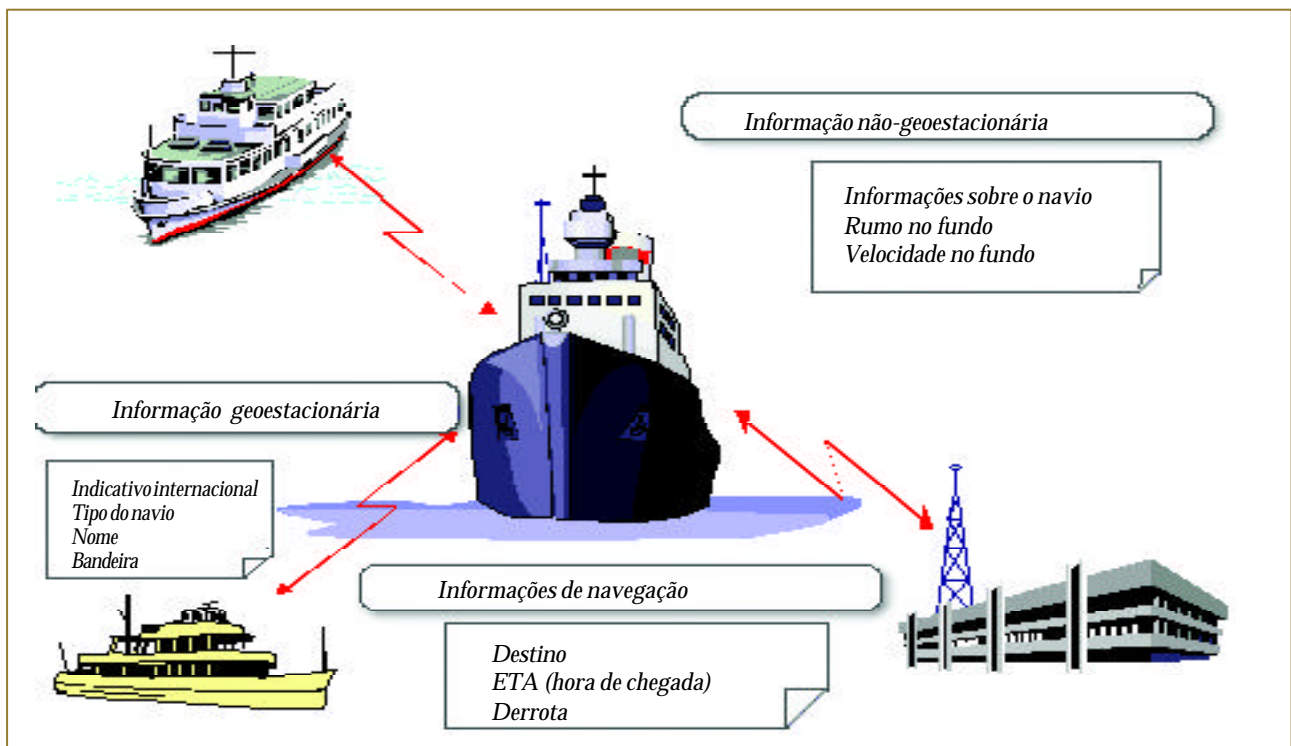 Informação não-geoestacionária
Informações sobre o navio
Rumo no fundo
Velocidade no fundo
Informação geoestacionária
Indicativo internacional
Tipo do navio
Nome
Bandeira
Informações de navegação
Destino
ETA (hora de chegada)
Derrota